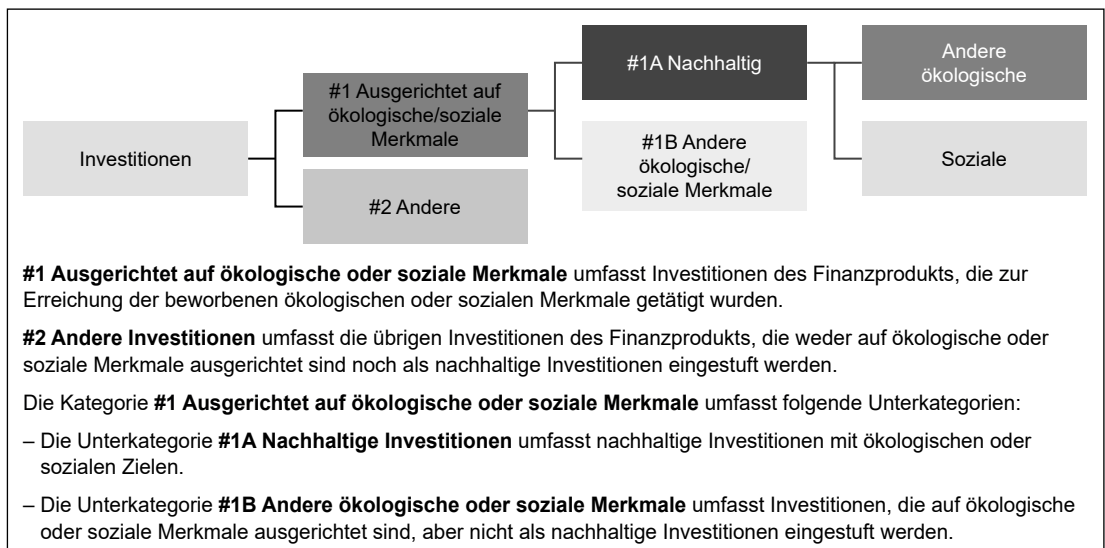 Investitionen
#1 Ausgerichtet auf
ökologische/soziale
Merkmale
#2 Andere
#1A Nachhaltig
#1B Andere
ökologische/
soziale Merkmale
Andere
ökologische
Soziale
#1 Ausgerichtet auf ökologische oder soziale Merkmale umfasst Investitionen des Finanzprodukts, die zur
Erreichung der beworbenen ökologischen oder sozialen Merkmale getätigt wurden.
#2 Andere Investitionen umfasst die übrigen Investitionen des Finanzprodukts, die weder auf ökologische oder
soziale Merkmale ausgerichtet sind noch als nachhaltige Investitionen eingestuft werden.
Die Kategorie #1 Ausgerichtet auf ökologische oder soziale Merkmale umfasst folgende Unterkategorien:
– Die Unterkategorie #1A Nachhaltige Investitionen umfasst nachhaltige Investitionen mit ökologischen oder
sozialen Zielen.
– Die Unterkategorie #1B Andere ökologische oder soziale Merkmale umfasst Investitionen, die auf ökologische
oder soziale Merkmale ausgerichtet sind, aber nicht als nachhaltige Investitionen eingestuft werden.